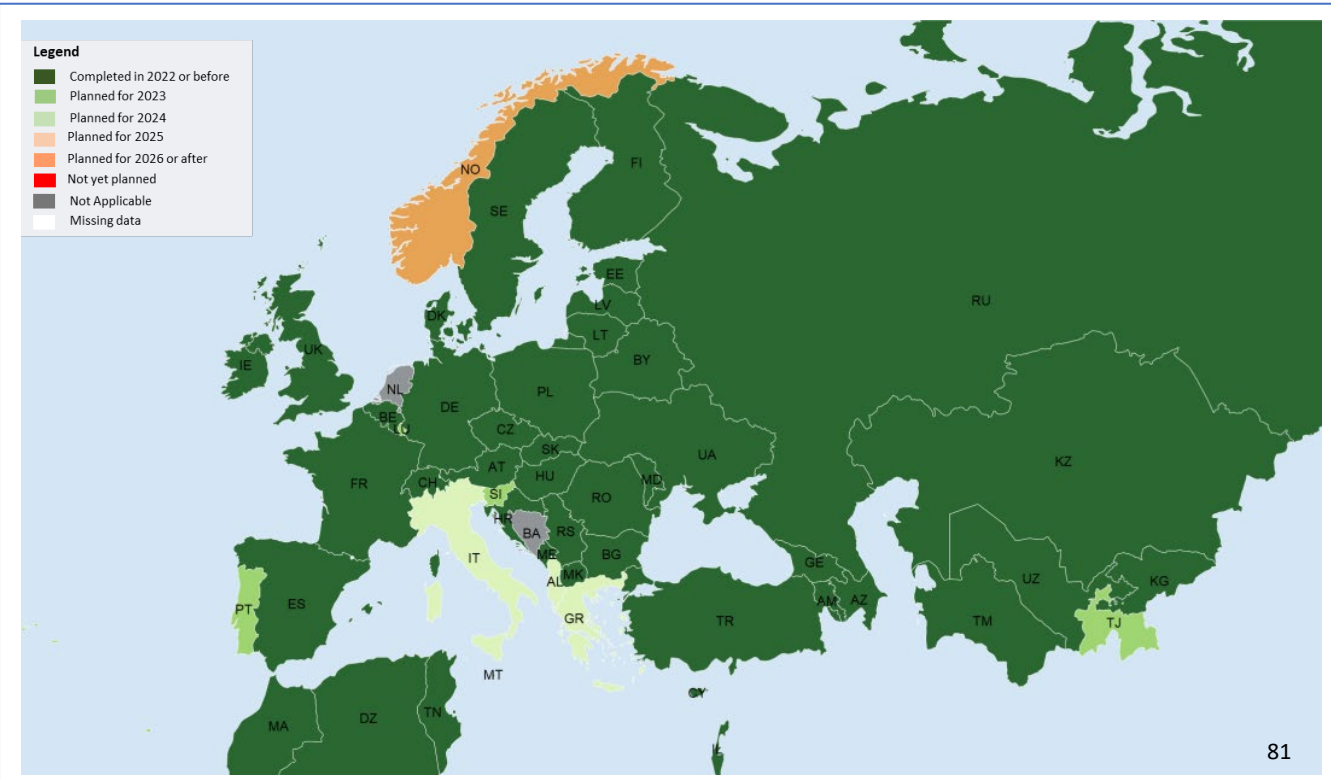 Legend
Completed in 2022 or before
Planned for 2023
Planned for 2024
Planned for 2025
Planned for 2026 or after
Not yet planned
Not Applicable
Missing data
NO
FI
SE
EE
RU
LV
DK
LT
UK
BY
IE
NL
PL
DE
BE
LU
CZ
SK
UA
KZ
AT
HU
FR
CH
MD
SI
RO
HR
BA
RS
ME
BG
IT
GE
AL
MK
UZ
KG
AM
AZ
PT
ES
GR
TR
TM
TJ
MT
CY
MA
DZ
TN
IL
81